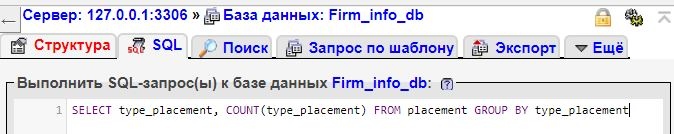 Сервер: 127.0.0.1:3306 » База данных: Firm_info_db
Структура SQL Поиск Запрос по шаблону Экспорт Ещё
Выполнить SQL-запрос(ы) к базе данных Firm_info_db:
1 SELECT type_placement, COUNT(type_placement) FROM placement GROUP BY type_placement